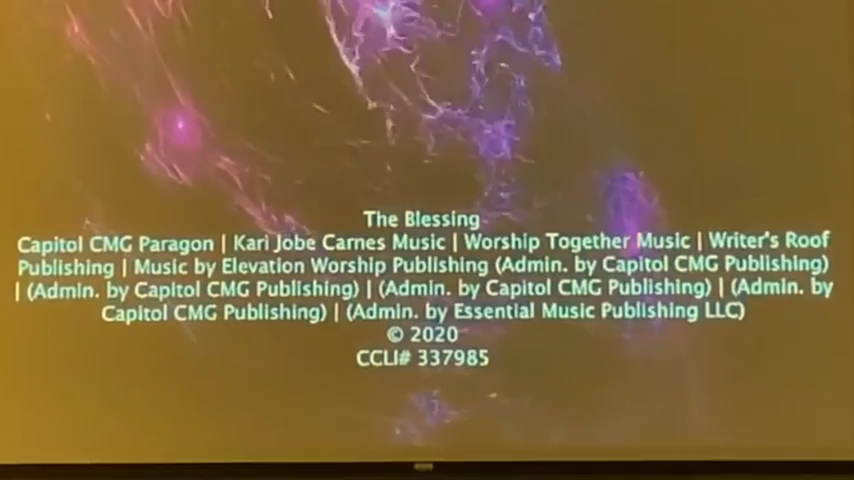 The Blessing
Capitol CMG Paragon | Kari Jobe Carnes Music | Worship Together Music | Writer's Roof
Publishing | Music by Elevation Worship Publishing (Admin. by Capitol CMG Publishing)
| (Admin. by Capitol CMG Publishing) | (Admin. by Capitol CMG Publishing) | (Admin. by
Capitol CMG Publishing) | (Admin. by Essential Music Publishing LLC)
© 2020
CCLI# 337985